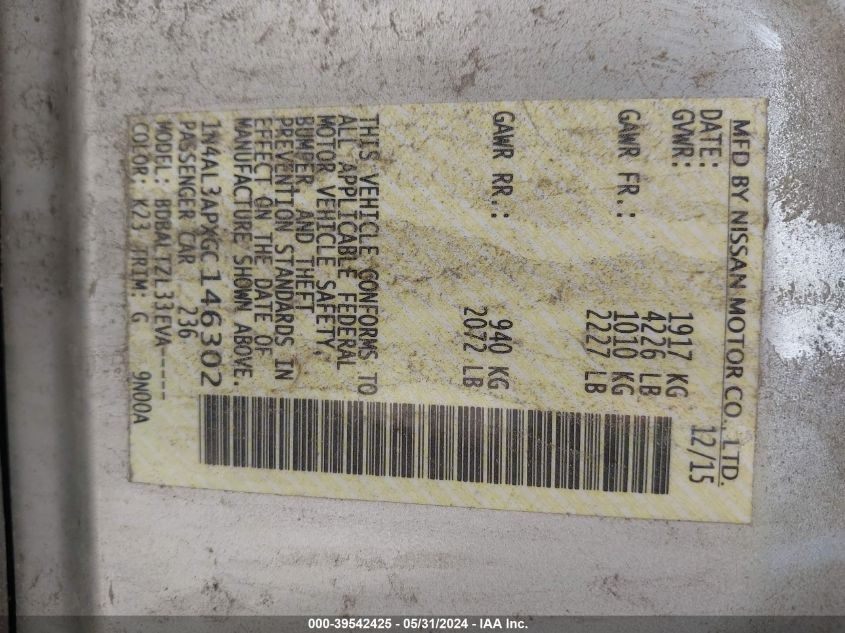 MFD BY NISSAN MOTOR CO., LTD.
DATE: 12/15
GVWR: 1917 KG
4226 LB
GAWR FR.: 1010 KG
2227 LB
GAWR RR.: 940 KG
2072 LB
THIS VEHICLE CONFORMS TO
ALL APPLICABLE FEDERAL
MOTOR VEHICLE SAFETY,
BUMPER, AND THEFT
PREVENTION STANDARDS IN
EFFECT ON THE DATE OF
MANUFACTURE SHOWN ABOVE.
1N4AL3APXGC146302
PASSENGER CAR 236
MODEL: BDBALTZL33EVA----
COLOR: K23 TRIM: G 9N00A
000-39542425 - 05/31/2024 - IAA Inc.